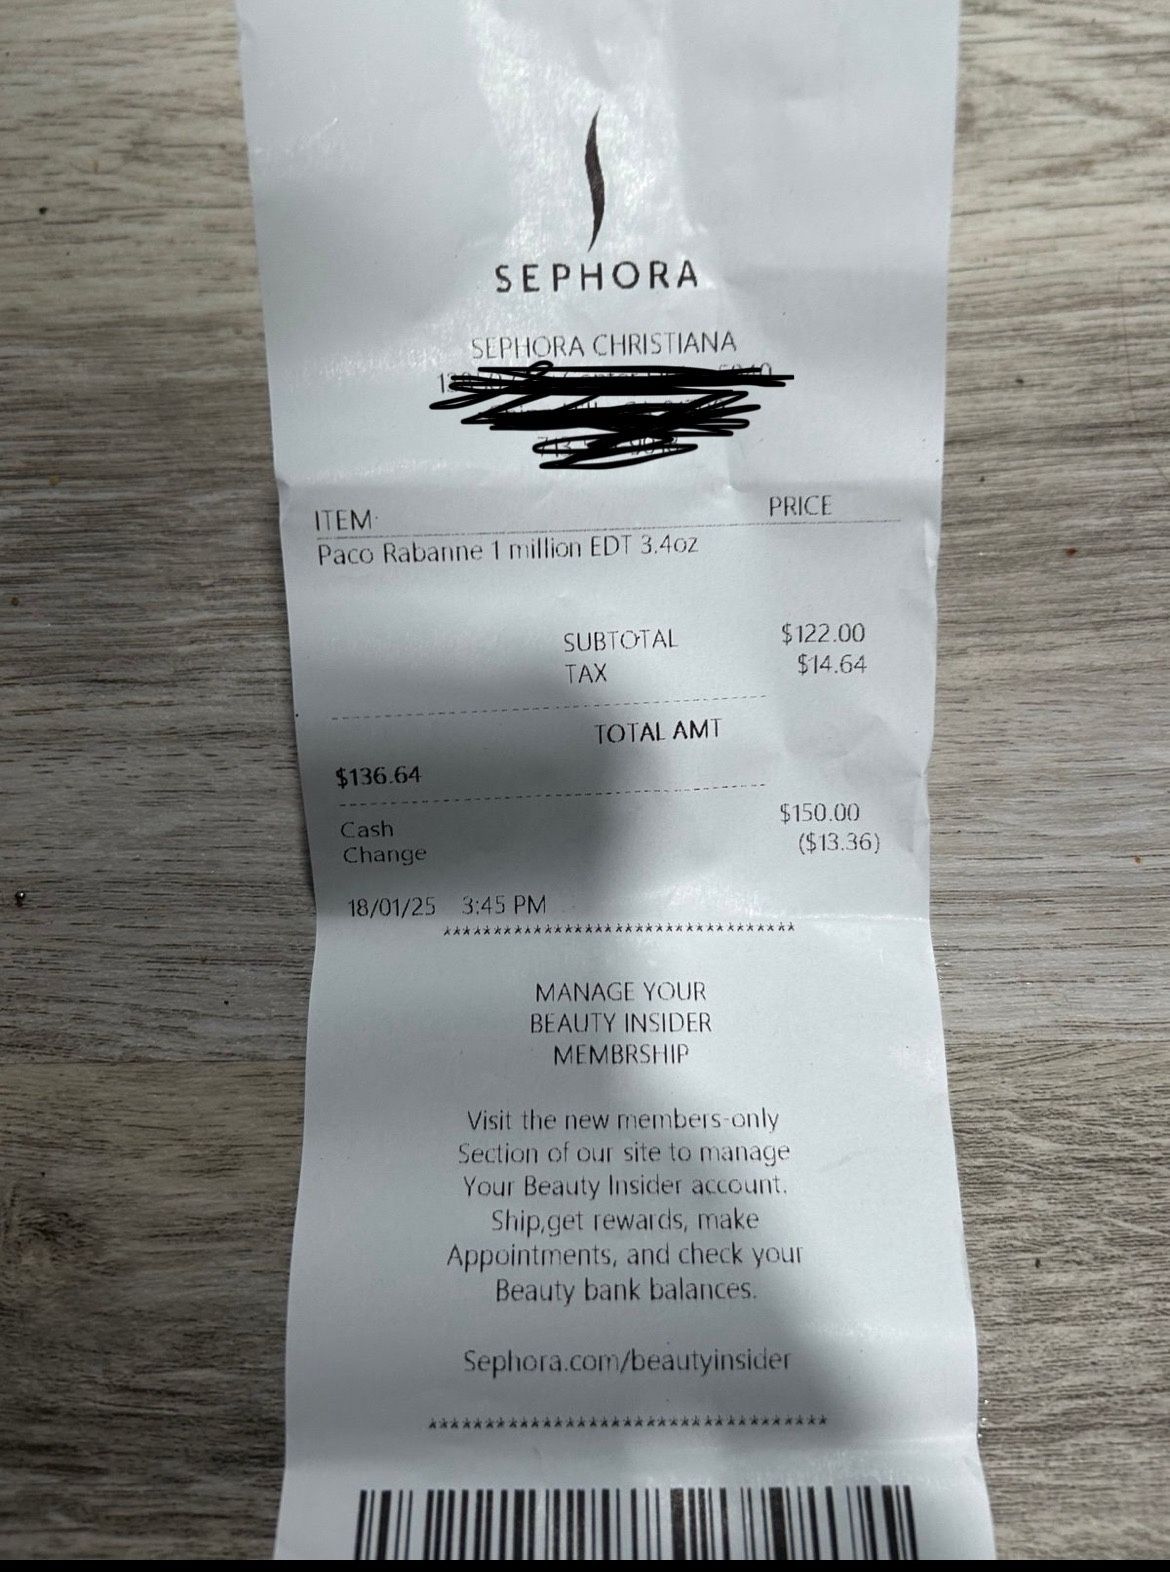 SEPHORA
SEPHORA CHRISTIANA
ITEM:
PRICE
Paco Rabanne 1 million EDT 3.4oz
SUBTOTAL $122.00
TAX $14.64
TOTAL AMT
$136.64
Cash $150.00
Change ($13.36)
18/01/25 3:45 PM
***********************************
MANAGE YOUR
BEAUTY INSIDER
MEMBRSHIP
Visit the new members-only
Section of our site to manage
Your Beauty Insider account.
Ship,get rewards, make
Appointments, and check your
Beauty bank balances.
Sephora.com/beautyinsider
***********************************